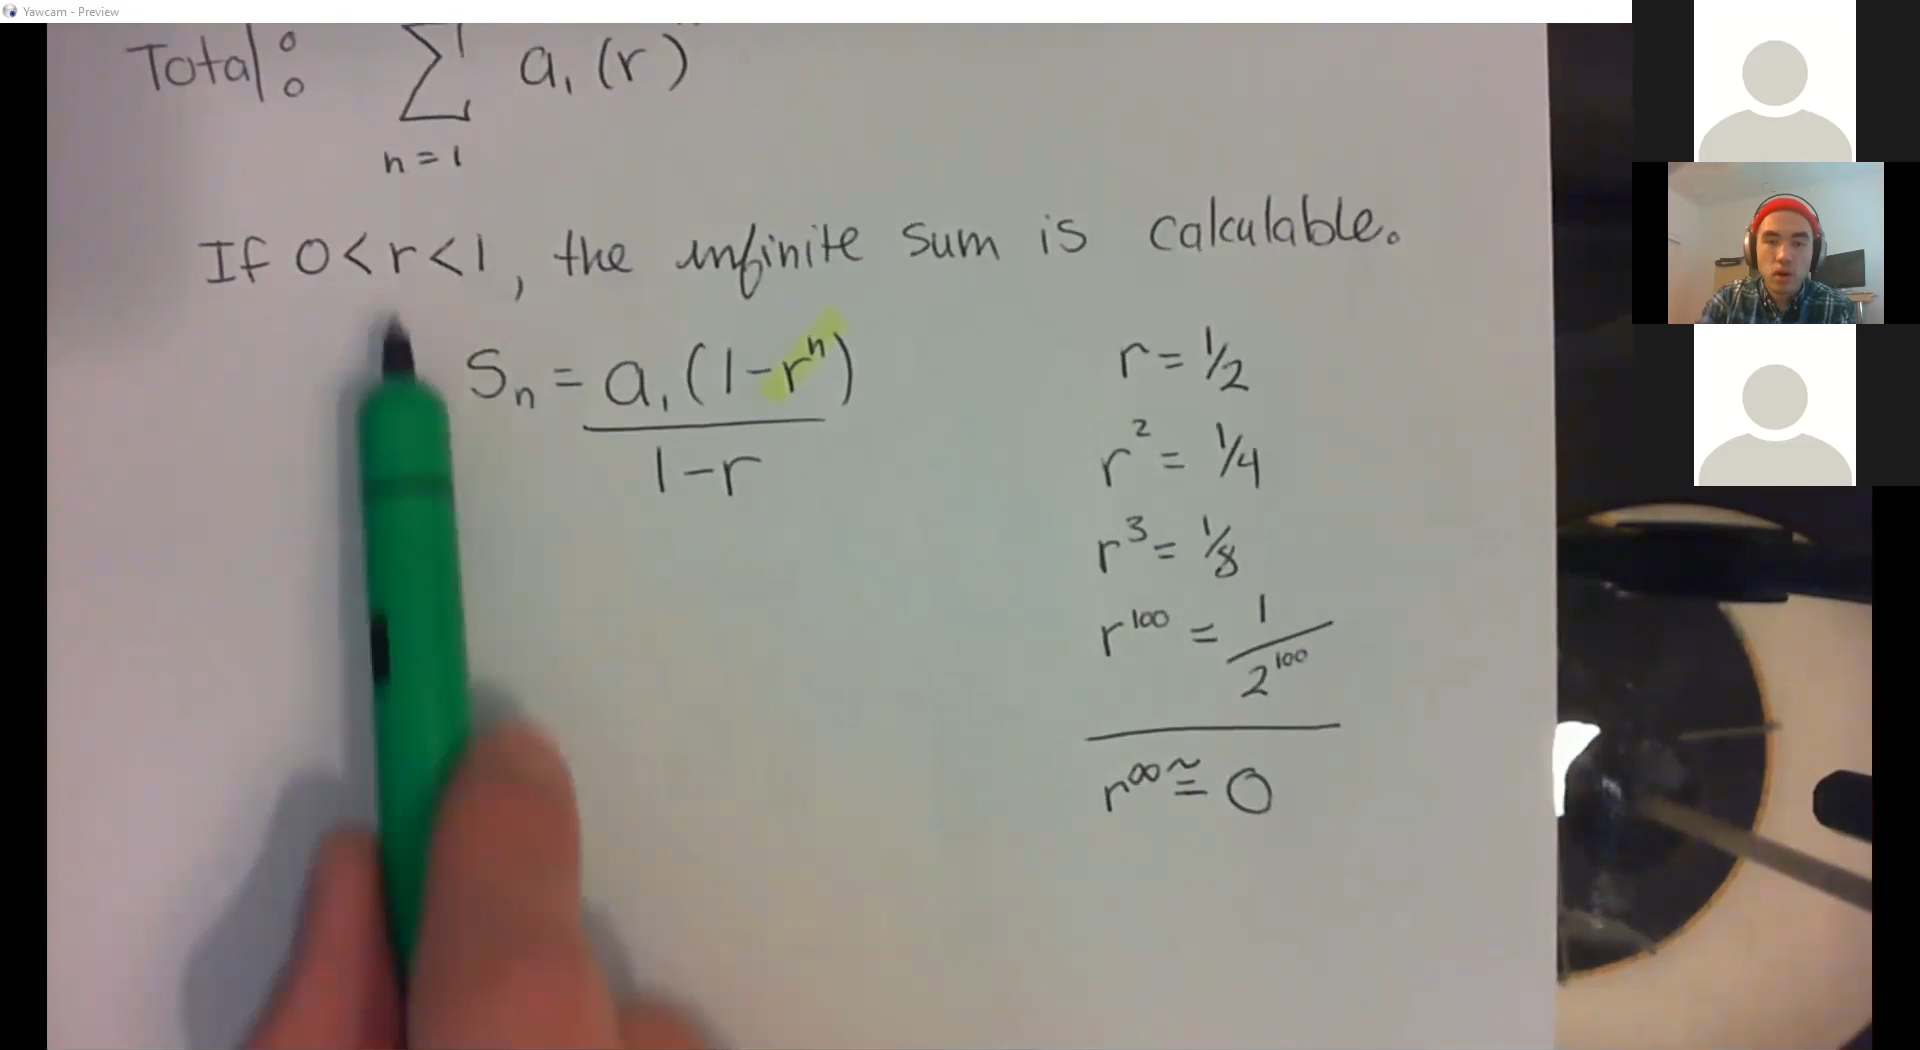 Yawcam - Preview
Total: ∑ a₁ (r)
n = 1
If 0 < r < 1, the infinite sum is calculable.
Sₙ = a₁ (1 - rⁿ)
1 - r
r = 1/2
r² = 1/4
r³ = 1/8
r¹⁰⁰ = 1
2¹⁰⁰
r^∞ ≅ 0